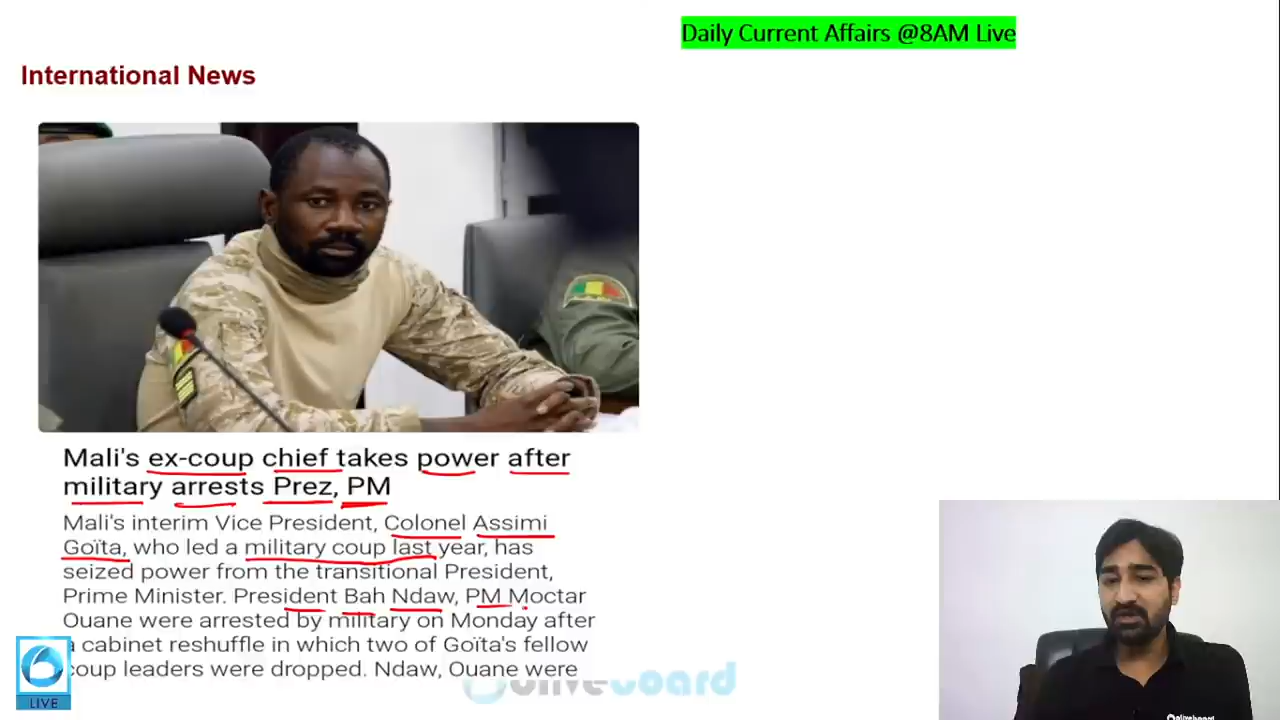 Daily Current Affairs @8AM Live
International News
Mali's ex-coup chief takes power after
military arrests Prez, PM
Mali's interim Vice President, Colonel Assimi
Goïta, who led a military coup last year, has
seized power from the transitional President,
Prime Minister. President Bah Ndaw, PM Moctar
Ouane were arrested by military on Monday after
a cabinet reshuffle in which two of Goïta's fellow
coup leaders were dropped. Ndaw, Ouane were
LIVE
oliveboard
oliveboard